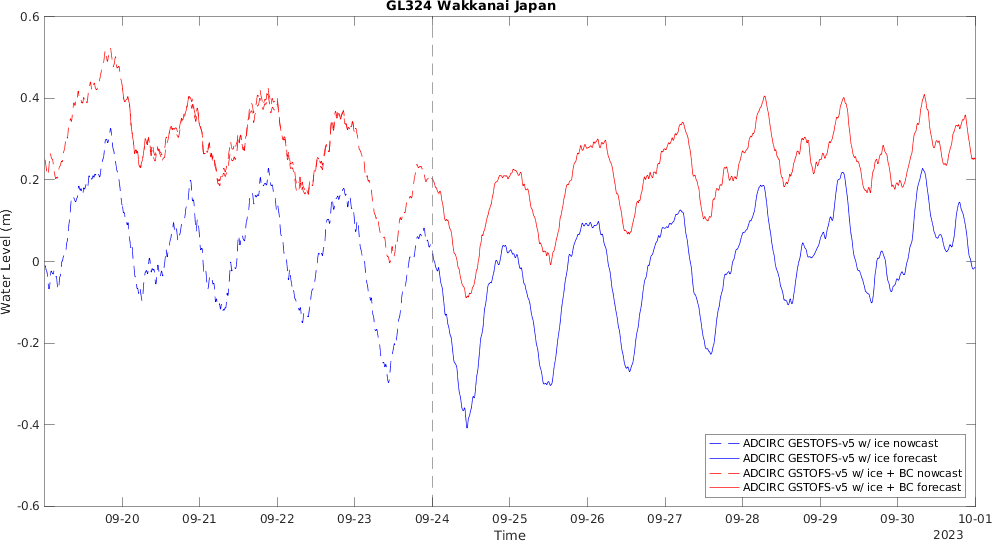 GL324 Wakkanai Japan
0.6
0.4
0.2
0
-0.2
-0.4
-0.6
Water Level (m)
ADCIRC GESTOFS-v5 w/ ice nowcast
ADCIRC GESTOFS-v5 w/ ice forecast
ADCIRC GSTOFS-v5 w/ ice + BC nowcast
ADCIRC GSTOFS-v5 w/ ice + BC forecast
09-20 09-21 09-22 09-23 09-24 09-25 09-26 09-27 09-28 09-29 09-30 10-01
Time
2023